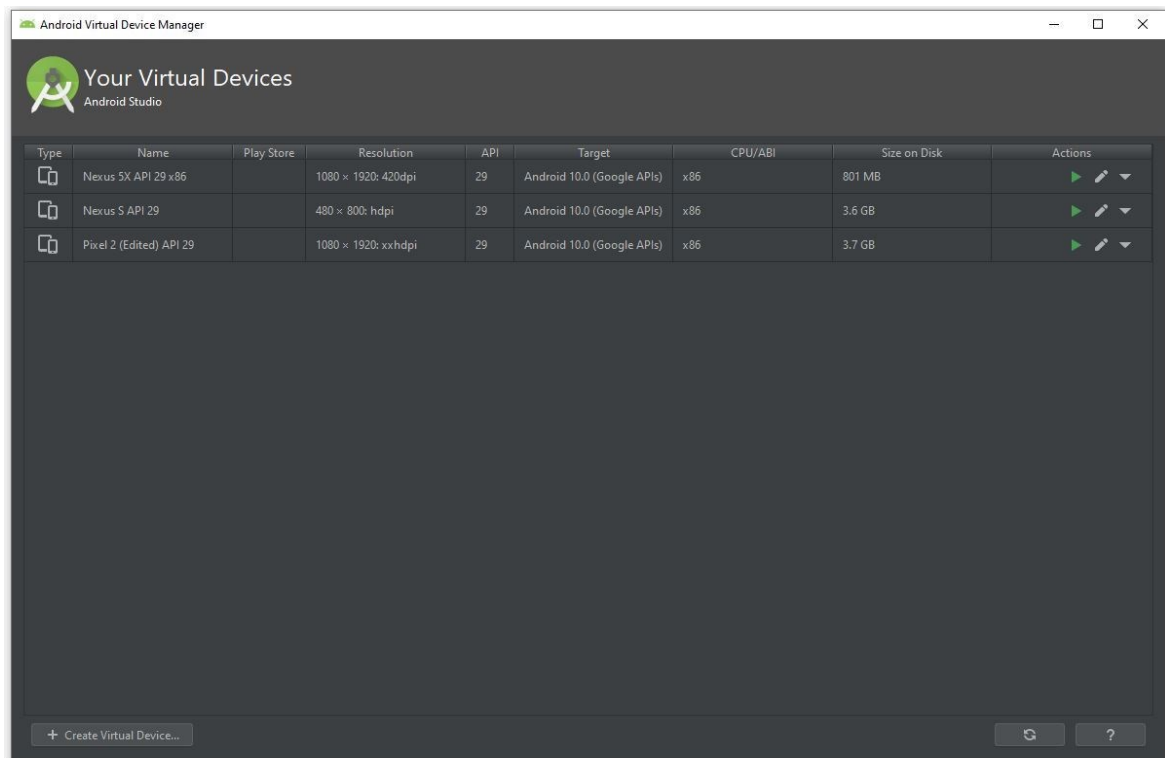 Android Virtual Device Manager
Your Virtual Devices
Android Studio
Type Name Play Store Resolution API Target CPU/ABI Size on Disk Actions
Nexus 5X API 29 x86 1080 × 1920: 420dpi 29 Android 10.0 (Google APIs) x86 801 MB
Nexus S API 29 480 × 800: hdpi 29 Android 10.0 (Google APIs) x86 3.6 GB
Pixel 2 (Edited) API 29 1080 × 1920: xxhdpi 29 Android 10.0 (Google APIs) x86 3.7 GB
+ Create Virtual Device... ?